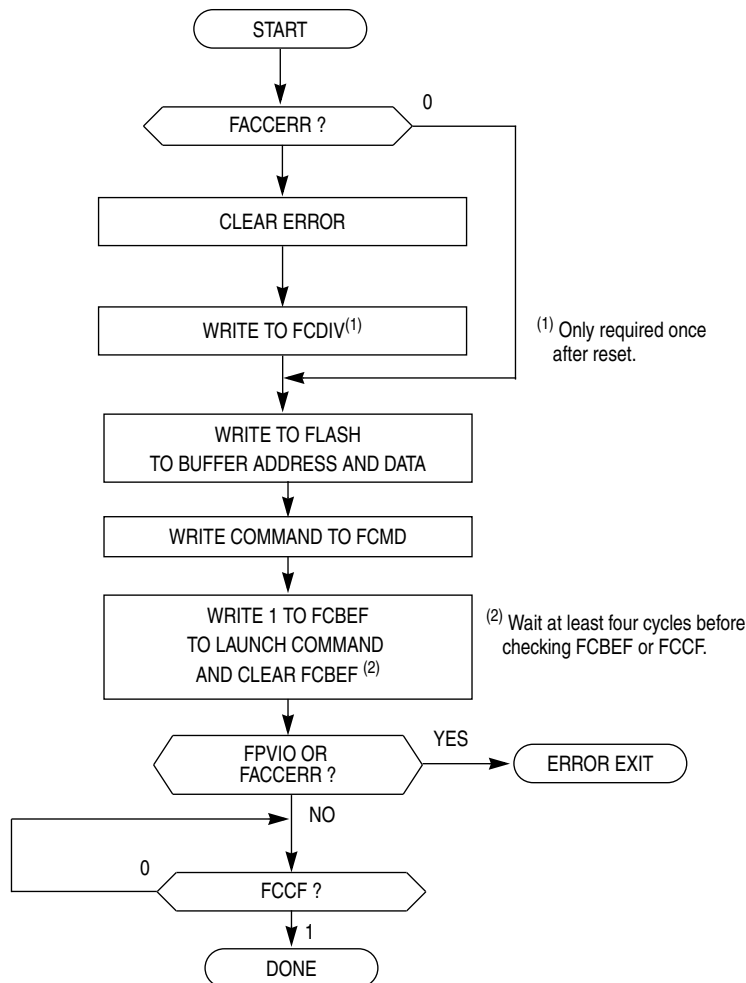 START
0
FACCERR ?
CLEAR ERROR
WRITE TO FCDIV(1)
(1) Only required once
after reset.
WRITE TO FLASH
TO BUFFER ADDRESS AND DATA
WRITE COMMAND TO FCMD
WRITE 1 TO FCBEF
TO LAUNCH COMMAND
AND CLEAR FCBEF (2)
(2) Wait at least four cycles before
checking FCBEF or FCCF.
FPVIO OR
FACCERR ?
YES
ERROR EXIT
NO
0
FCCF ?
1
DONE